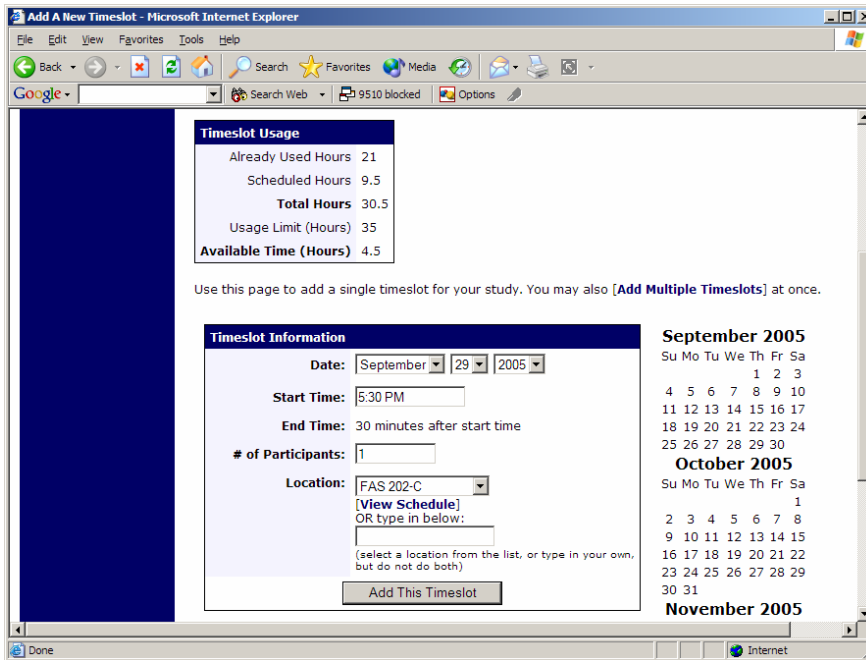 Add A New Timeslot - Microsoft Internet Explorer
File Edit View Favorites Tools Help
Back Search Favorites Media
Google Search Web 9510 blocked Options
Timeslot Usage
Already Used Hours 21
Scheduled Hours 9.5
Total Hours 30.5
Usage Limit (Hours) 35
Available Time (Hours) 4.5
Use this page to add a single timeslot for your study. You may also [Add Multiple Timeslots] at once.
Timeslot Information
Date: September 29 2005
Start Time: 5:30 PM
End Time: 30 minutes after start time
# of Participants: 1
Location: FAS 202-C
[View Schedule]
OR type in below:
(select a location from the list, or type in your own,
but do not do both)
Add This Timeslot
September 2005
Su Mo Tu We Th Fr Sa
1 2 3
4 5 6 7 8 9 10
11 12 13 14 15 16 17
18 19 20 21 22 23 24
25 26 27 28 29 30
October 2005
Su Mo Tu We Th Fr Sa
1
2 3 4 5 6 7 8
9 10 11 12 13 14 15
16 17 18 19 20 21 22
23 24 25 26 27 28 29
30 31
November 2005
Done Internet